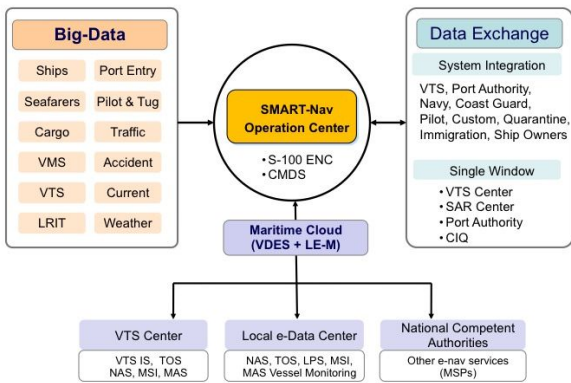 Big-Data
Ships
Port Entry
Seafarers
Pilot & Tug
Cargo
Traffic
VMS
Accident
VTS
Current
LRIT
Weather
SMART-Nav
Operation Center
•S-100 ENC
•CMDS
Data Exchange
System Integration
VTS, Port Authority,
Navy, Coast Guard,
Pilot, Custom, Quarantine,
Immigration, Ship Owners
Single Window
•VTS Center
•SAR Center
•Port Authority
•CIQ
Maritime Cloud
(VDES + LE-M)
VTS Center
VTS IS, TOS
NAS, MSI, MAS
Local e-Data Center
NAS, TOS, LPS, MSI,
MAS Vessel Monitoring
National Competent
Authorities
Other e-nav services
(MSPs)